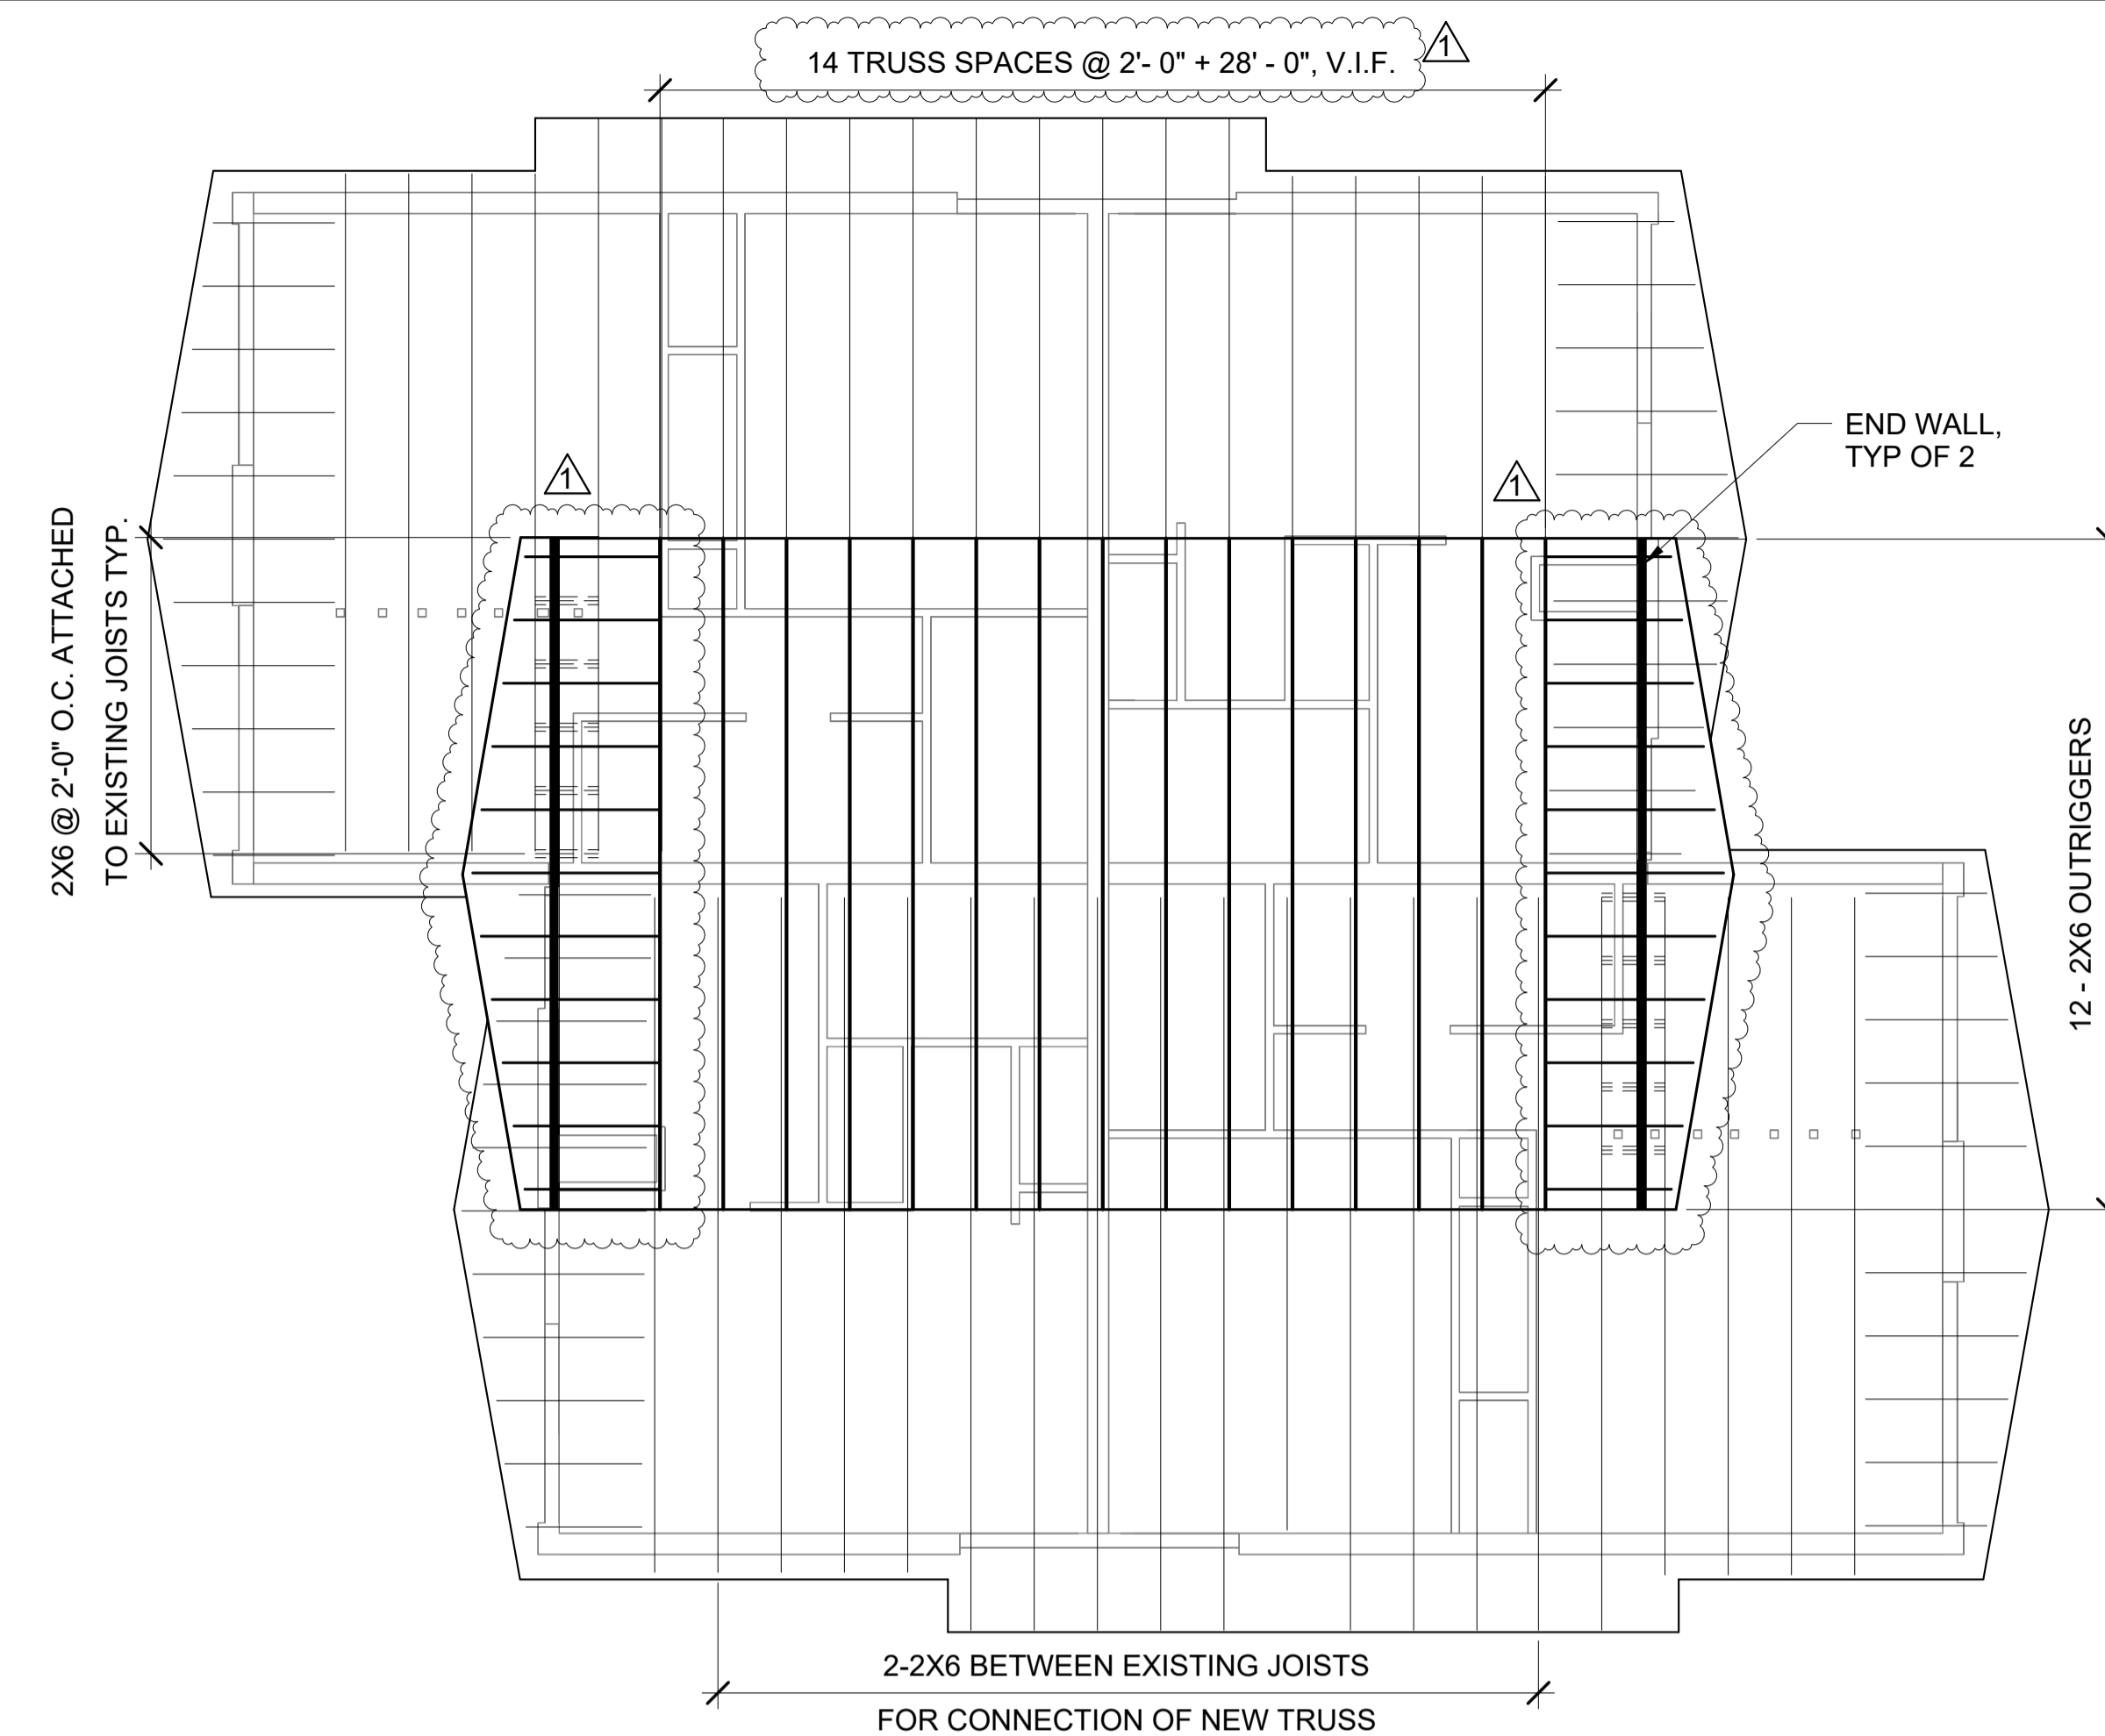 14 TRUSS SPACES @ 2'- 0" + 28' - 0", V.I.F.
1
END WALL,
TYP OF 2
1
1
2X6 @ 2'-0" O.C. ATTACHED
TO EXISTING JOISTS TYP.
12 - 2X6 OUTRIGGERS
2-2X6 BETWEEN EXISTING JOISTS
FOR CONNECTION OF NEW TRUSS